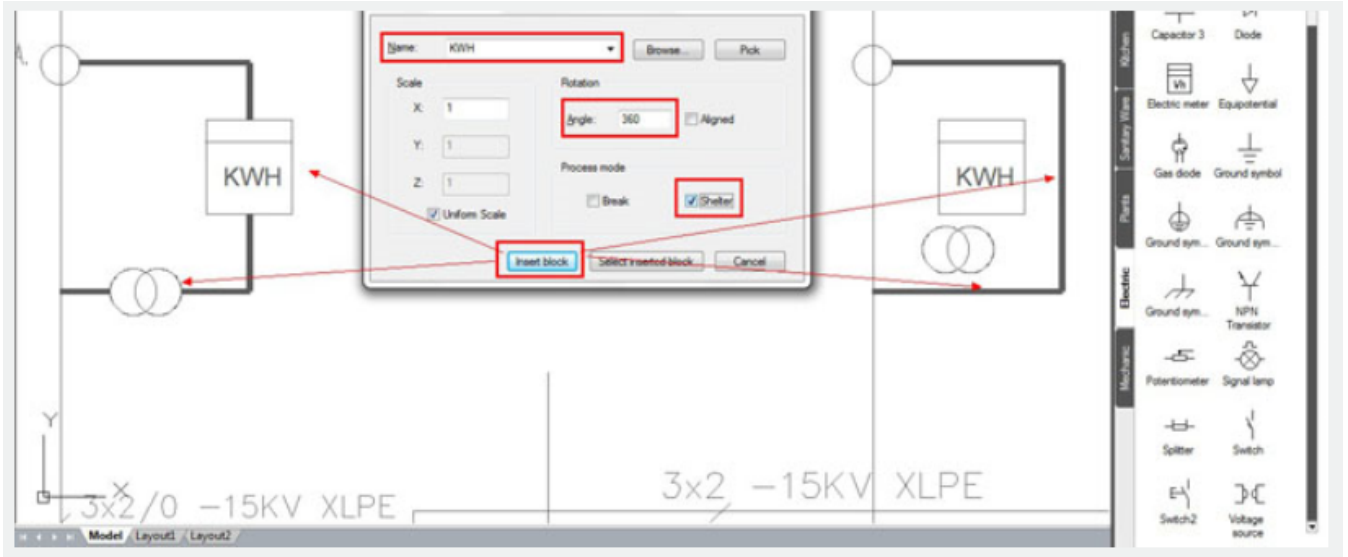 A.
KWH
3x2/0 -15KV XLPE
Model Layout1 Layout2
Name: KWH Browse... Pick
Scale
X: 1
Y: 1
Z: 1
Uniform Scale
Rotation
Angle: 360 Aligned
Process mode
Break Shelter
Inset block Select inserted block Cancel
KWH
3x2 -15KV XLPE
Y
X
Kitchen
Sanitary Ware
Plants
Electric
Mechanic
Capacitor 3 Diode
Vh
Electric meter Equipotential
Gas diode Ground symbol
Ground sym... Ground sym...
Ground sym... NPN
Transistor
Potentiometer Signal lamp
Splitter Switch
Switch2 Voltage
source